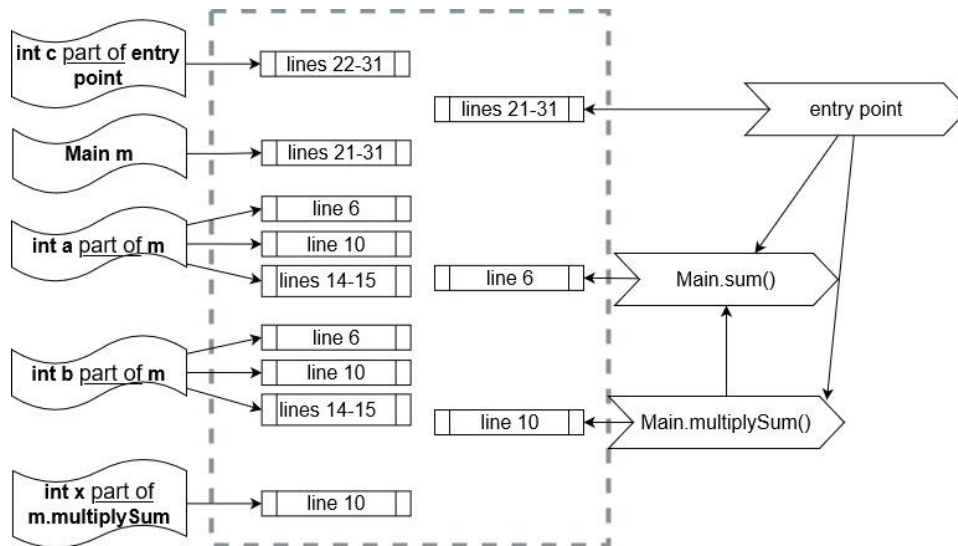 int c part of entry
point
lines 22-31
lines 21-31
entry point
Main m
lines 21-31
int a part of m
line 6
line 10
lines 14-15
line 6
Main.sum()
int b part of m
line 6
line 10
lines 14-15
line 10
Main.multiplySum()
int x part of
m.multiplySum
line 10